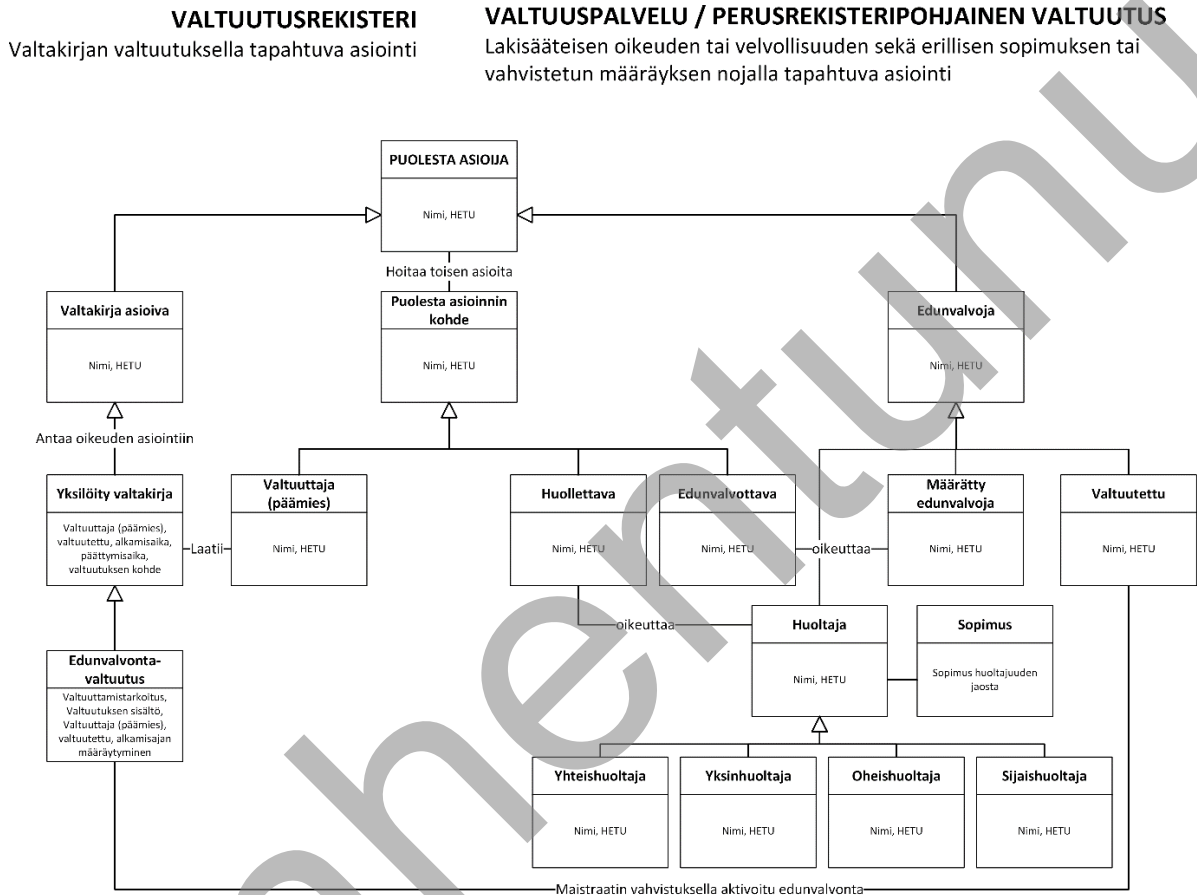 VALTUUTUSREKISTERI
Valtakirjan valtuutuksella tapahtuva asiointi
VALTUUSPALVELU / PERUSREKISTERIPOHJAINEN VALTUUTUS
Lakisääteisen oikeuden tai velvollisuuden sekä erillisen sopimuksen tai
vahvistetun määräyksen nojalla tapahtuva asiointi
PUOLESTA ASIOIJA
Nimi, HETU
Hoitaa toisen asioita
Valtakirja asioiva
Nimi, HETU
Puolesta asioinnin
kohde
Nimi, HETU
Edunvalvoja
Nimi, HETU
Antaa oikeuden asiointiin
Yksilöity valtakirja
Valtuuttaja (päämies),
valtuutettu, alkamisaika,
päättymisaika,
valtuutuksen kohde
Laatii
Valtuuttaja
(päämies)
Nimi, HETU
Huollettava
Nimi, HETU
Edunvalvottava
Nimi, HETU
oikeuttaa
Määrätty
edunvalvoja
Nimi, HETU
Valtuutettu
Nimi, HETU
oikeuttaa
Huoltaja
Nimi, HETU
Sopimus
Sopimus huoltajuuden
jaosta
Edunvalvonta-
valtuutus
Valtuuttamistarkoitus,
Valtuutuksen sisältö,
Valtuuttaja (päämies),
valtuutettu, alkamisajan
määräytyminen
Yhteishuoltaja
Nimi, HETU
Yksinhuoltaja
Nimi, HETU
Oheishuoltaja
Nimi, HETU
Sijaishuoltaja
Nimi, HETU
Maistraatin vahvistuksella aktivoitu edunvalvonta